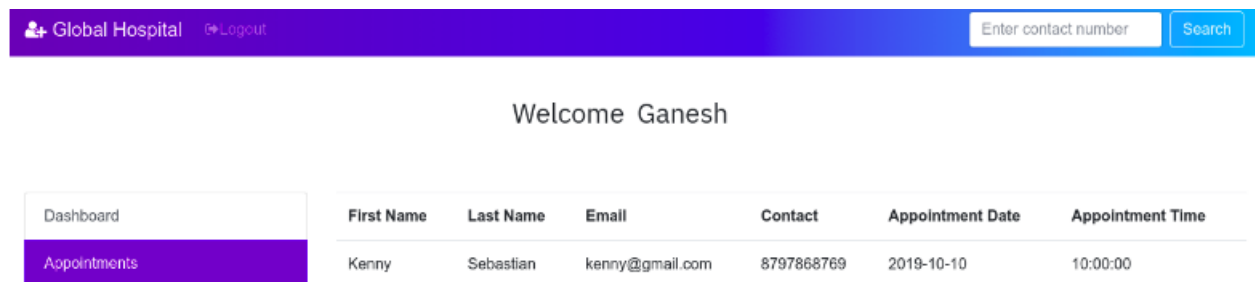 Global Hospital Logout Enter contact number Search
Welcome Ganesh
Dashboard
Appointments
First Name Last Name Email Contact Appointment Date Appointment Time
Kenny Sebastian kenny@gmail.com 8797868769 2019-10-10 10:00:00